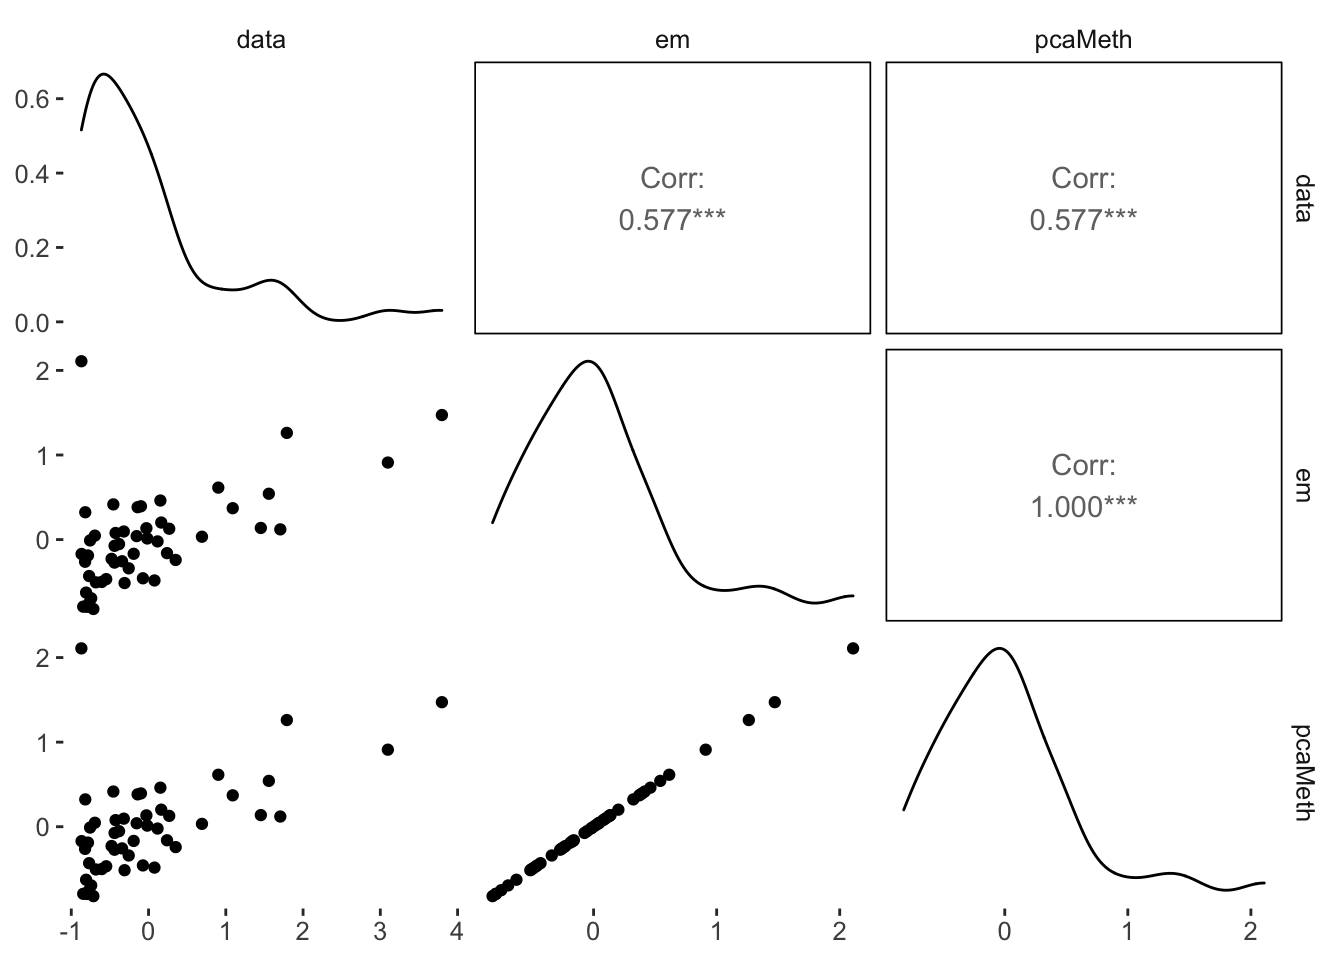 data em pcaMeth
0.6
0.4
0.2
0.0
Corr:
0.577***
Corr:
0.577***
data
2
1
0
Corr:
1.000***
em
2
1
0
pcaMeth
-1 0 1 2 3 4 0 1 2 0 1 2